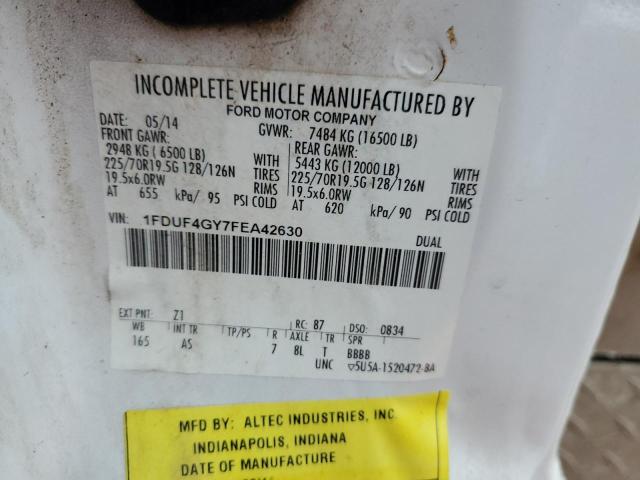 INCOMPLETE VEHICLE MANUFACTURED BY
FORD MOTOR COMPANY
DATE: 05/14 GVWR: 7484 KG (16500 LB)
FRONT GAWR: REAR GAWR:
2948 KG ( 6500 LB) WITH 5443 KG (12000 LB) WITH
225/70R19.5G 128/126N TIRES 225/70R19.5G 128/126N TIRES
19.5x6.0RW RIMS 19.5x6.0RW RIMS
AT 655 kPa/ 95 PSI COLD AT 620 kPa/ 90 PSI COLD
VIN: 1FDUF4GY7FEA42630 DUAL
EXT PNT: Z1 RC: 87 DSO: 0834
WB INT TR TP/PS R AXLE TR SPR
165 AS 7 8L T BBBB
UNC ▽5U5A-1520472-BA
MFD BY: ALTEC INDUSTRIES, INC
INDIANAPOLIS, INDIANA
DATE OF MANUFACTURE